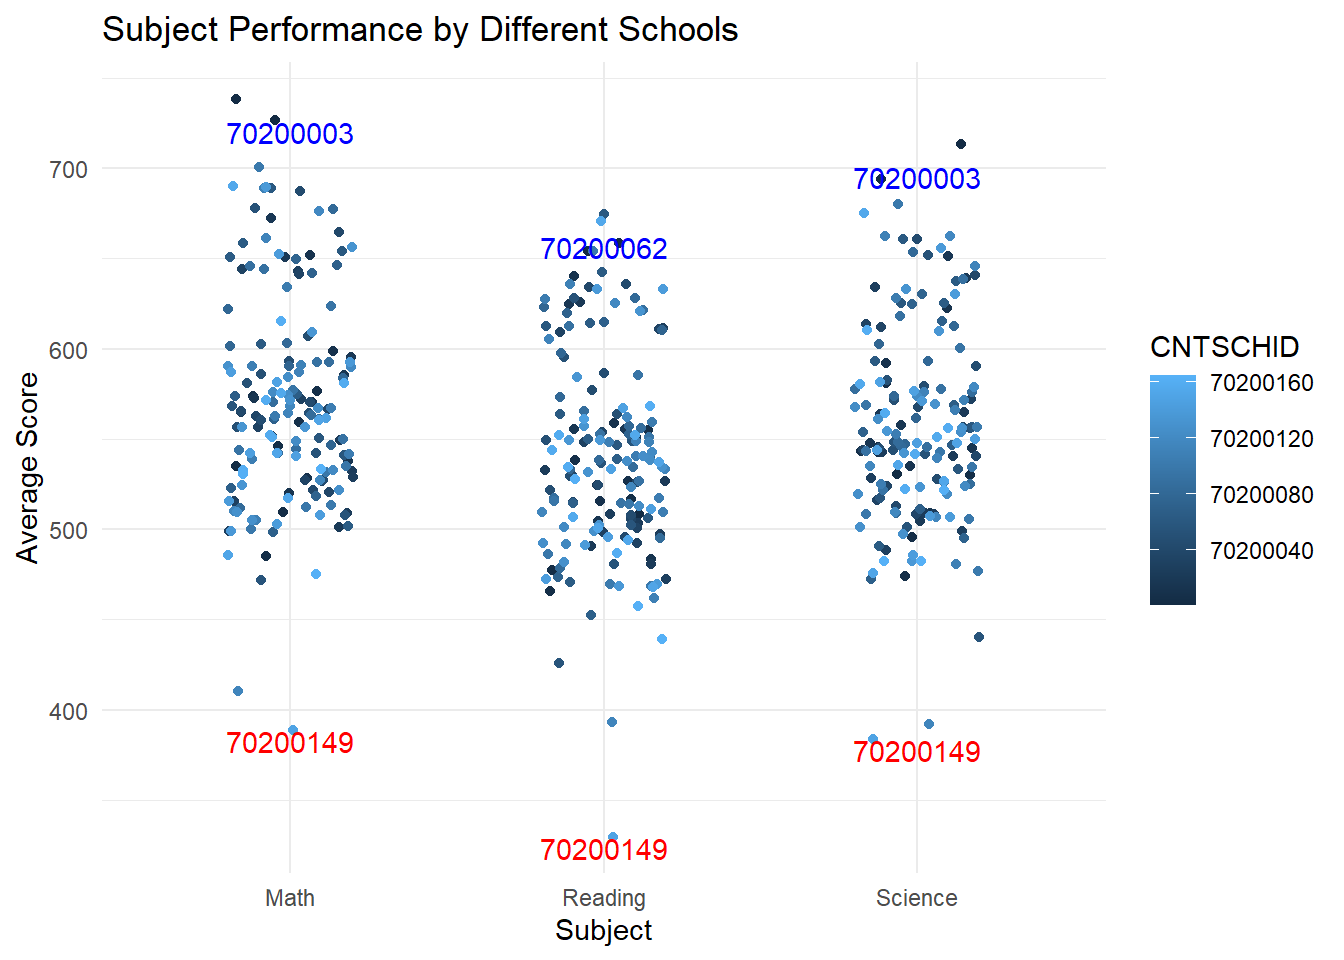 Subject Performance by Different Schools
Average Score
700
600
500
400
70200003
70200062
70200003
70200149
70200149
70200149
Math
Reading
Science
Subject
CNTSCHID
70200160
70200120
70200080
70200040